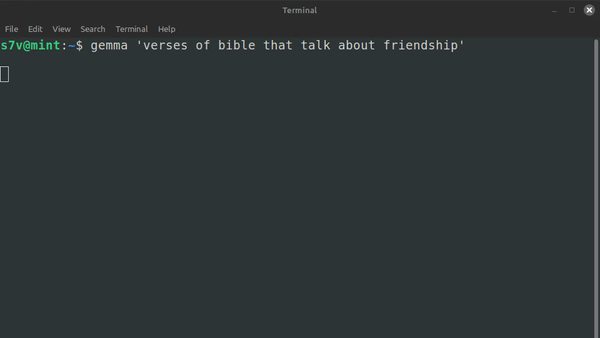 Terminal
File Edit View Search Terminal Help
s7v@mint:~$ gemma 'verses of bible that talk about friendship'